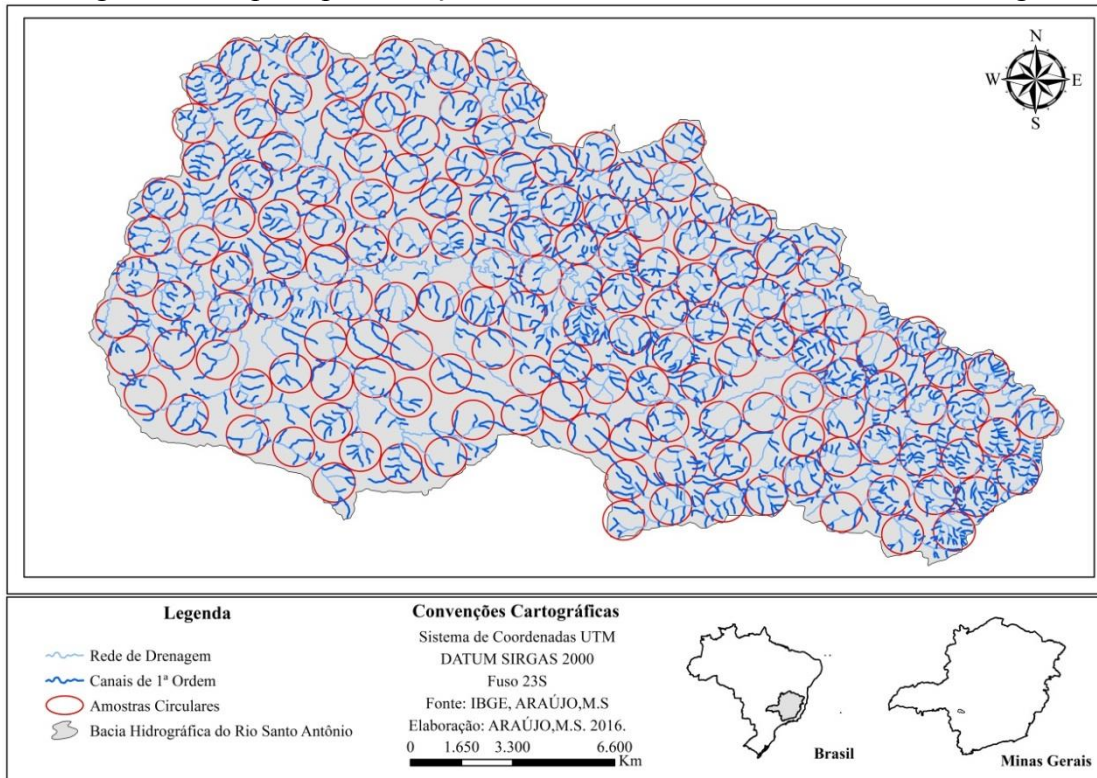 N
W E
S
Legenda
Rede de Drenagem
Canais de 1ª Ordem
Amostras Circulares
Bacia Hidrográfica do Rio Santo Antônio
Convenções Cartográficas
Sistema de Coordenadas UTM
DATUM SIRGAS 2000
Fuso 23S
Fonte: IBGE, ARAÚJO,M.S
Elaboração: ARAÚJO,M.S. 2016.
0 1.650 3.300 6.600
Km
Brasil
Minas Gerais